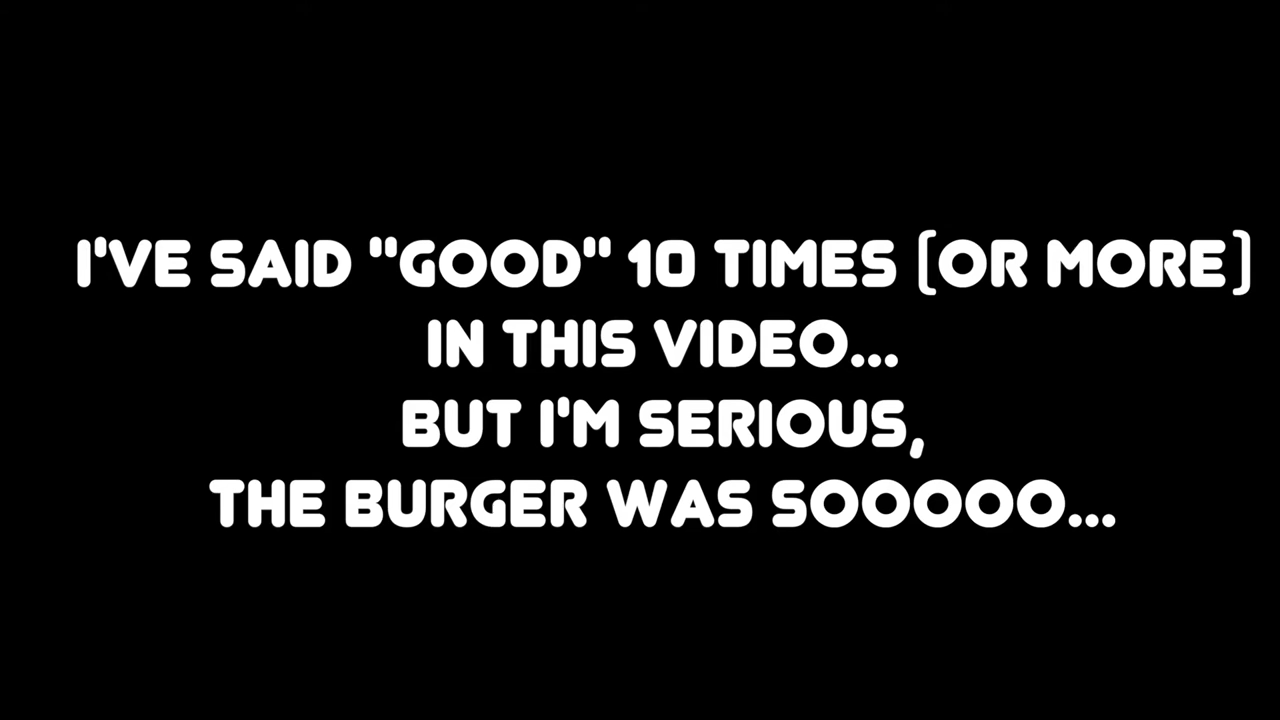 I'VE SAID "GOOD" 10 TIMES (OR MORE)
IN THIS VIDEO...
BUT I'M SERIOUS,
THE BURGER WAS SOOOOO...